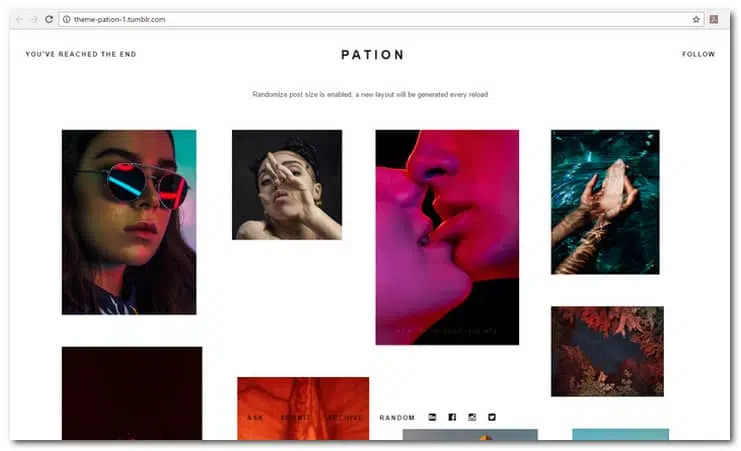 theme-pation-1.tumblr.com
YOU'VE REACHED THE END
PATION
FOLLOW
Randomize post size is enabled, a new layout will be generated every reload
ASK
SUBMIT
ARCHIVE
RANDOM